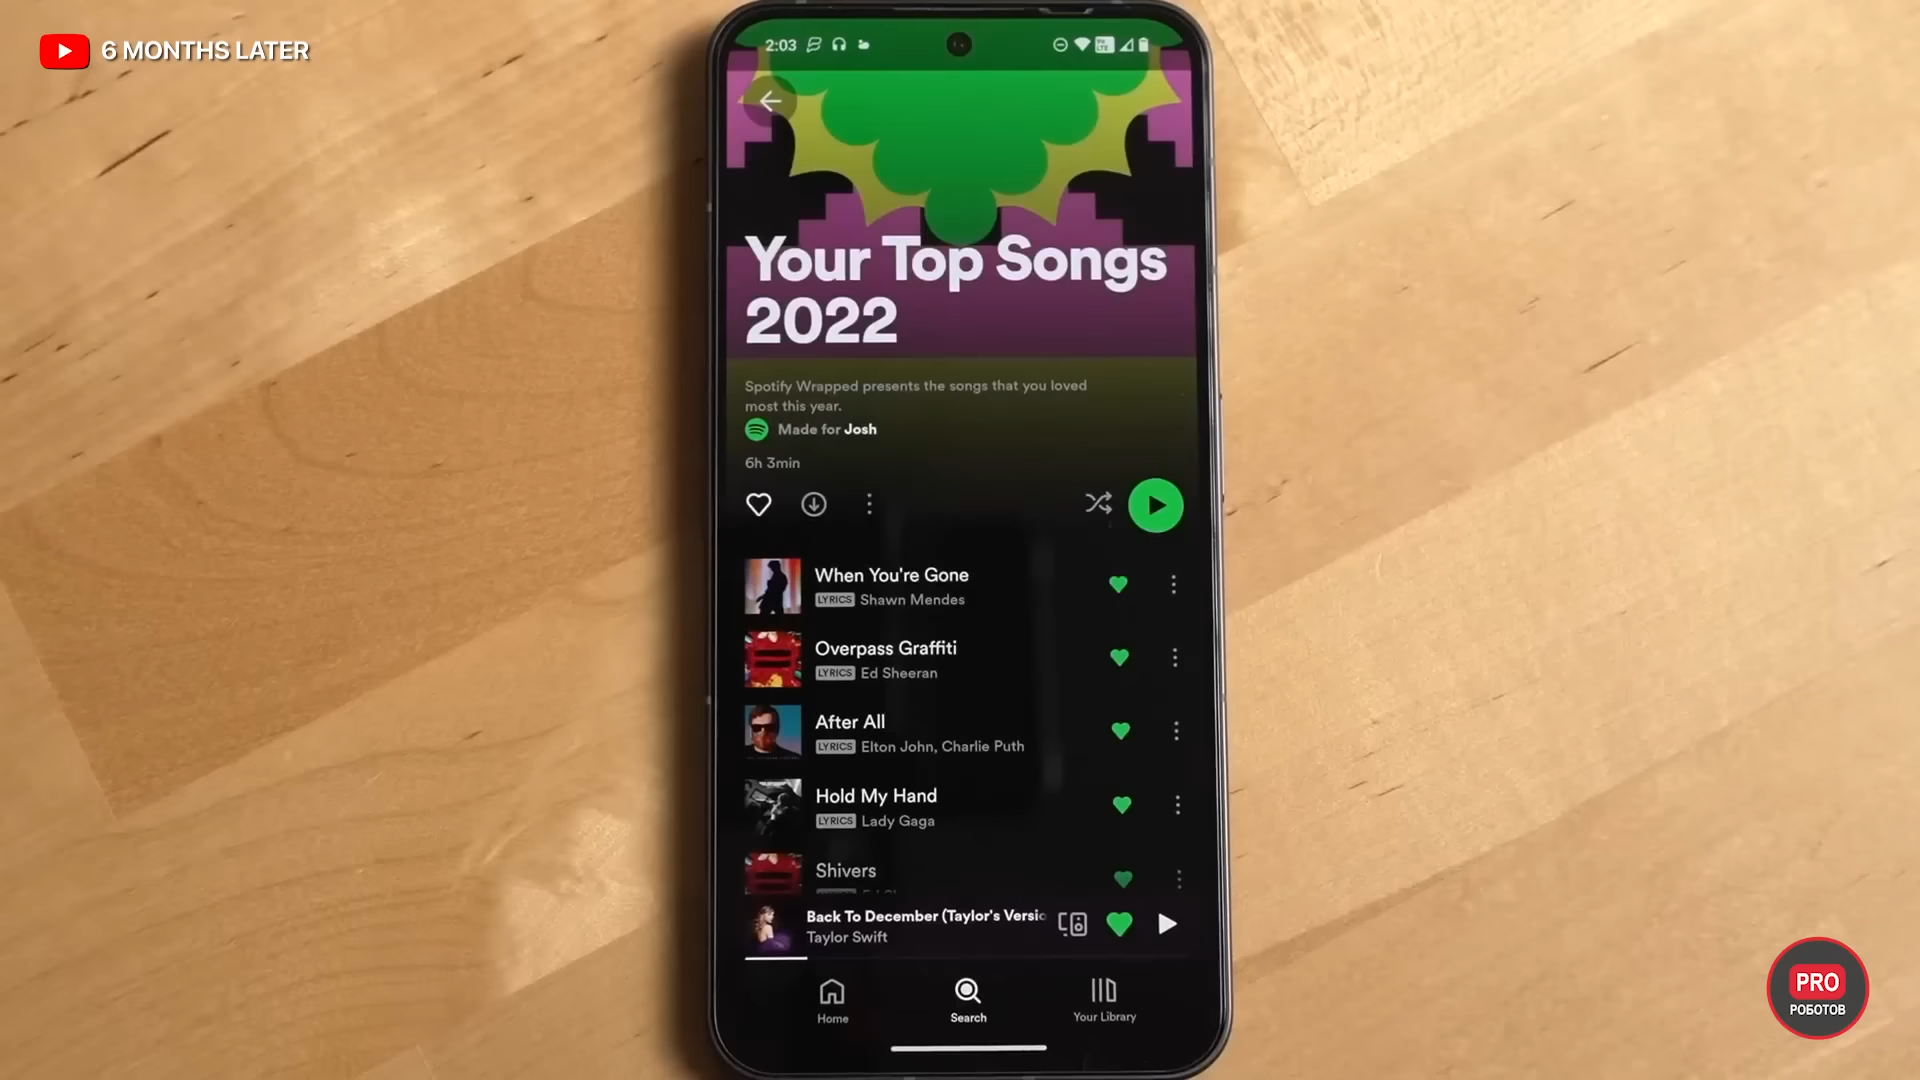 6 MONTHS LATER
2:03
Your Top Songs
2022
Spotify Wrapped presents the songs that you loved
most this year.
Made for Josh
6h 3min
When You're Gone
LYRICS Shawn Mendes
Overpass Graffiti
LYRICS Ed Sheeran
After All
LYRICS Elton John, Charlie Puth
Hold My Hand
LYRICS Lady Gaga
Shivers
Back To December (Taylor's Versio
Taylor Swift
Home
Search
Your Library
PRO
РОБОТОВ